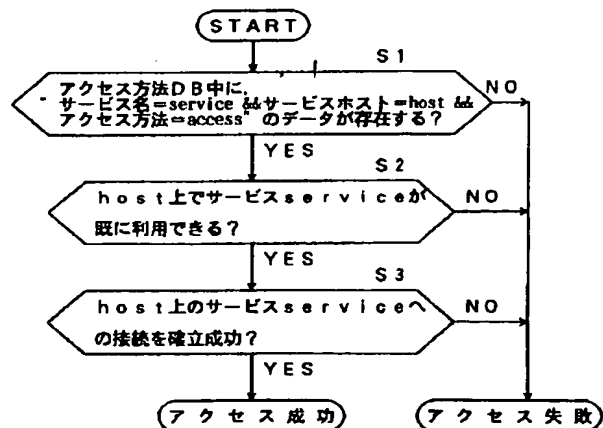 START
S1
アクセス方法DB中に,
"サービス名=service &&サービスホスト=host &&
アクセス方法=access" のデータが存在する?
NO
YES
S2
host上でサービスserviceが
既に利用できる?
NO
YES
S3
host上のサービスserviceへ
の接続を確立成功?
NO
YES
アクセス成功
アクセス失敗